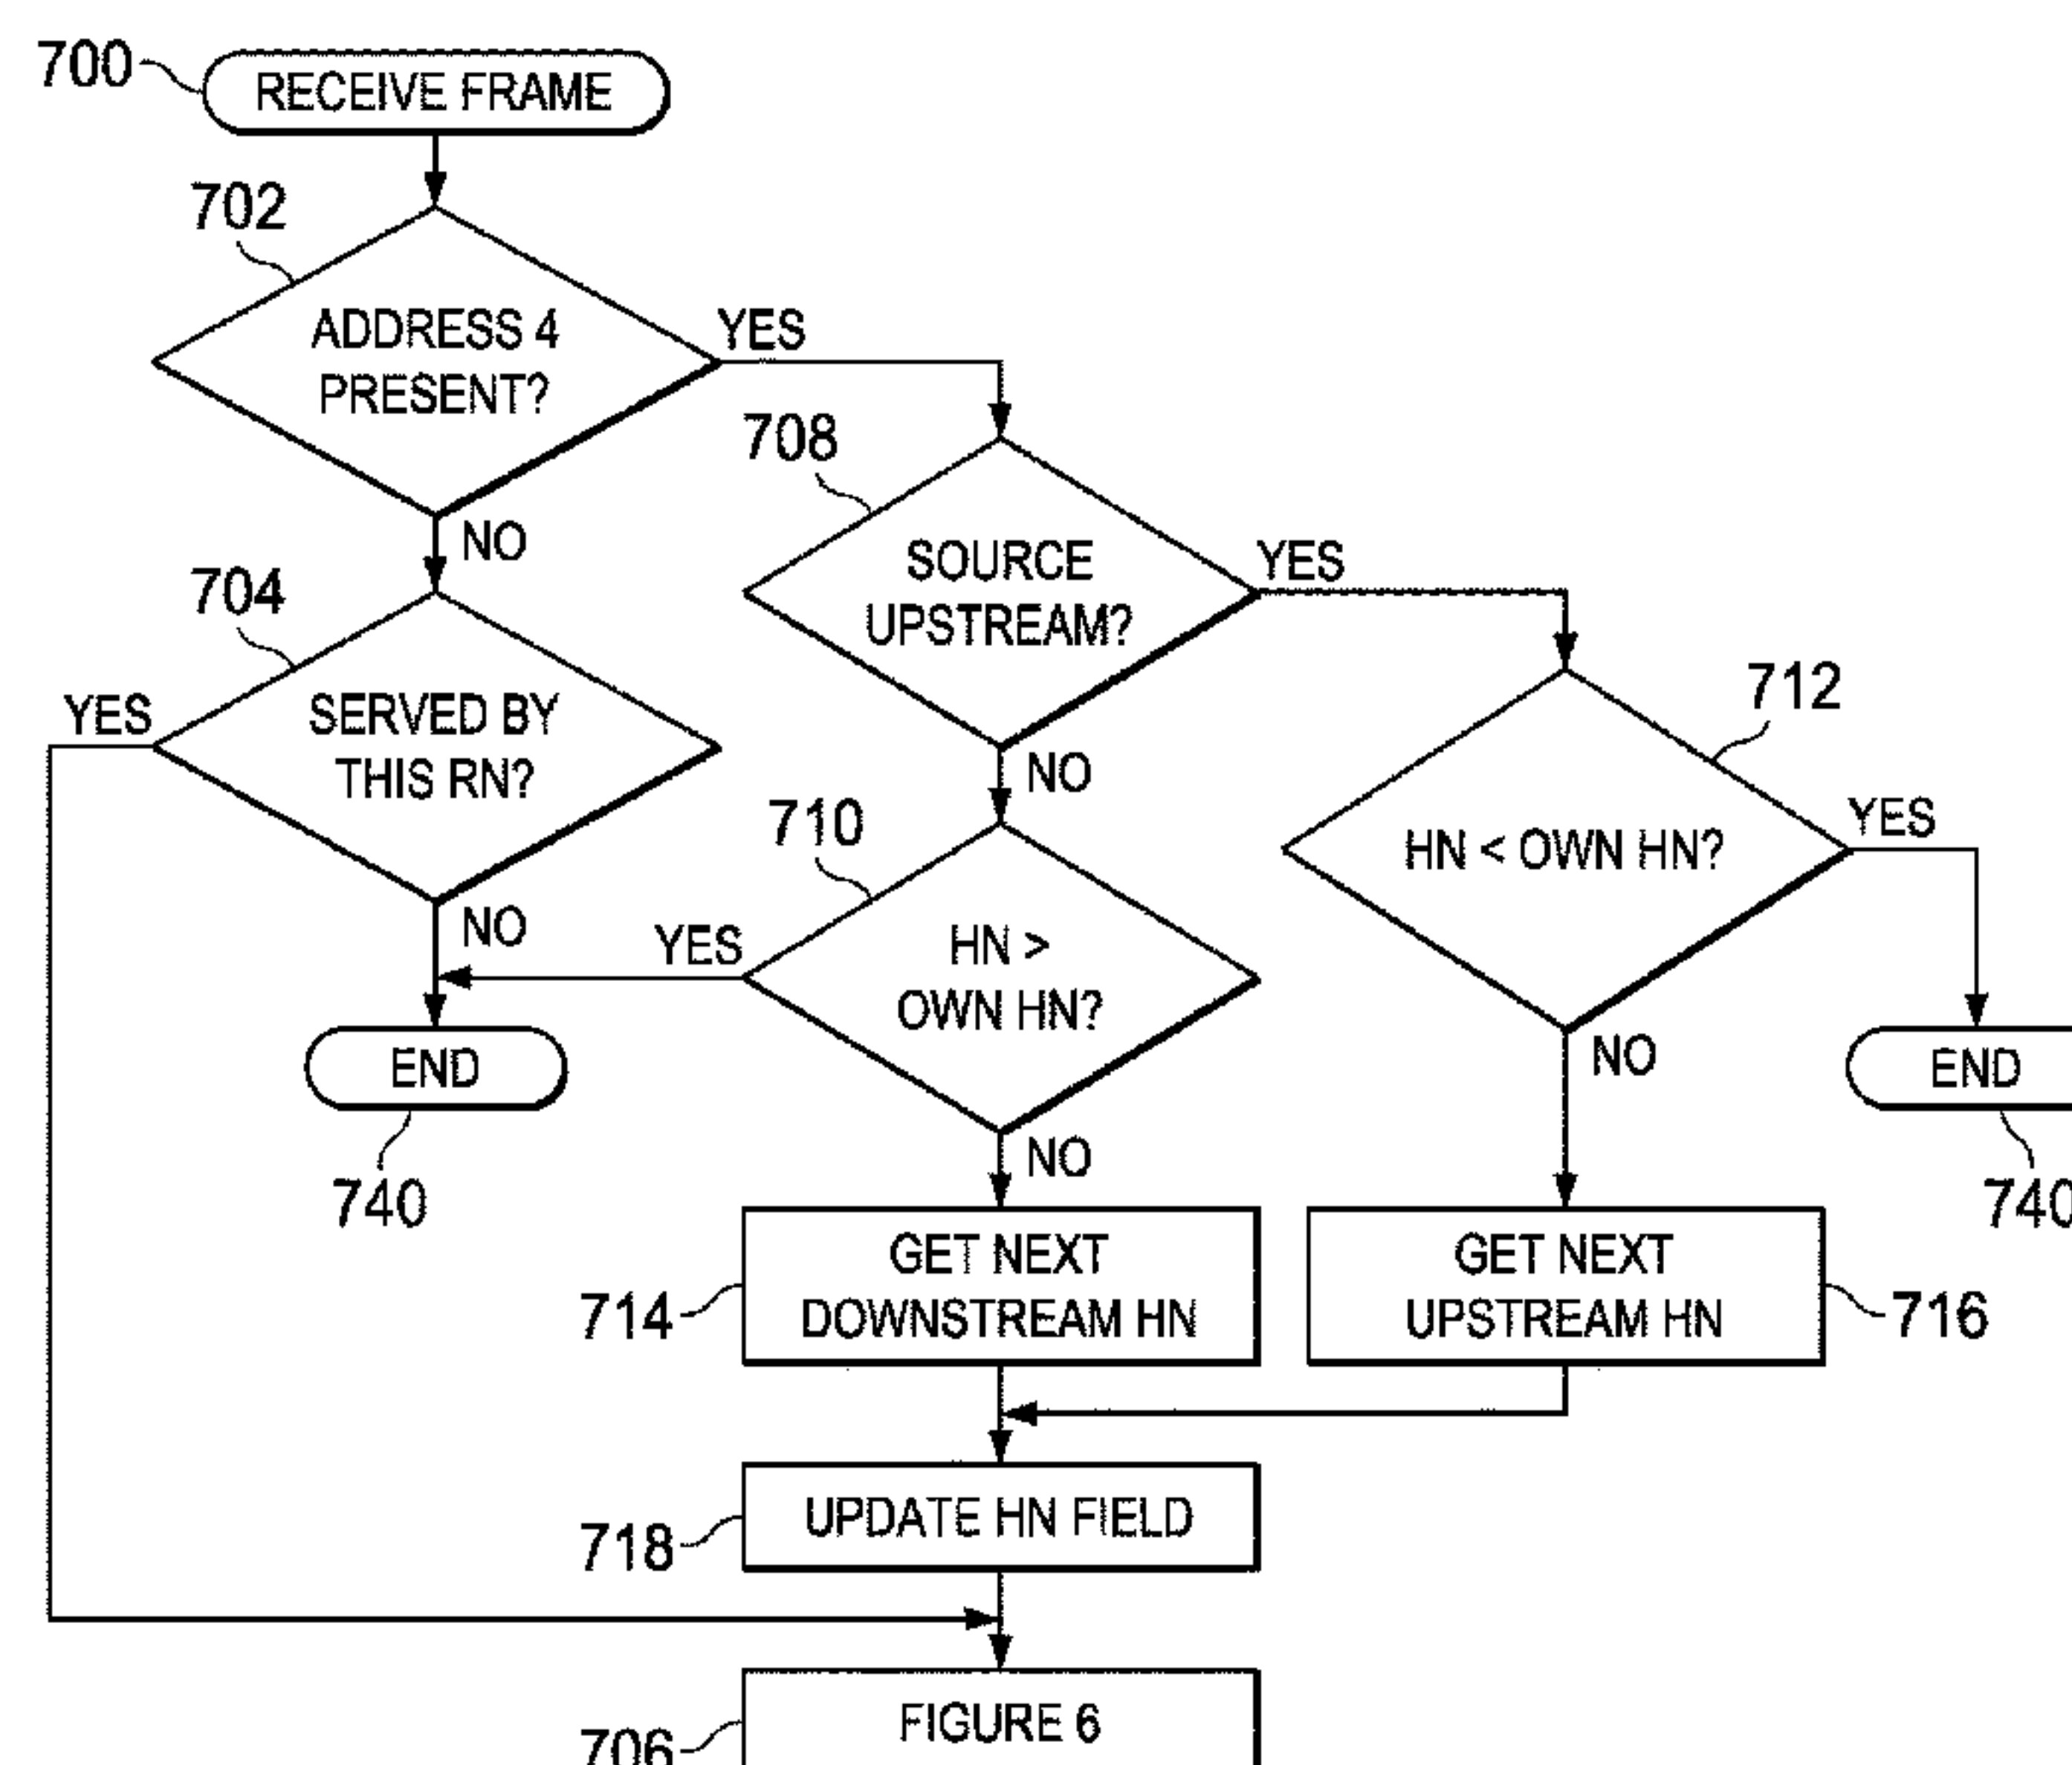 700
RECEIVE FRAME
702
ADDRESS 4
PRESENT?
YES
NO
708
SOURCE
UPSTREAM?
YES
NO
704
SERVED BY
THIS RN?
YES
NO
712
HN < OWN HN?
YES
NO
710
HN >
OWN HN?
YES
NO
END
740
END
740
GET NEXT
DOWNSTREAM HN
714
GET NEXT
UPSTREAM HN
716
UPDATE HN FIELD
718
FIGURE 6
706